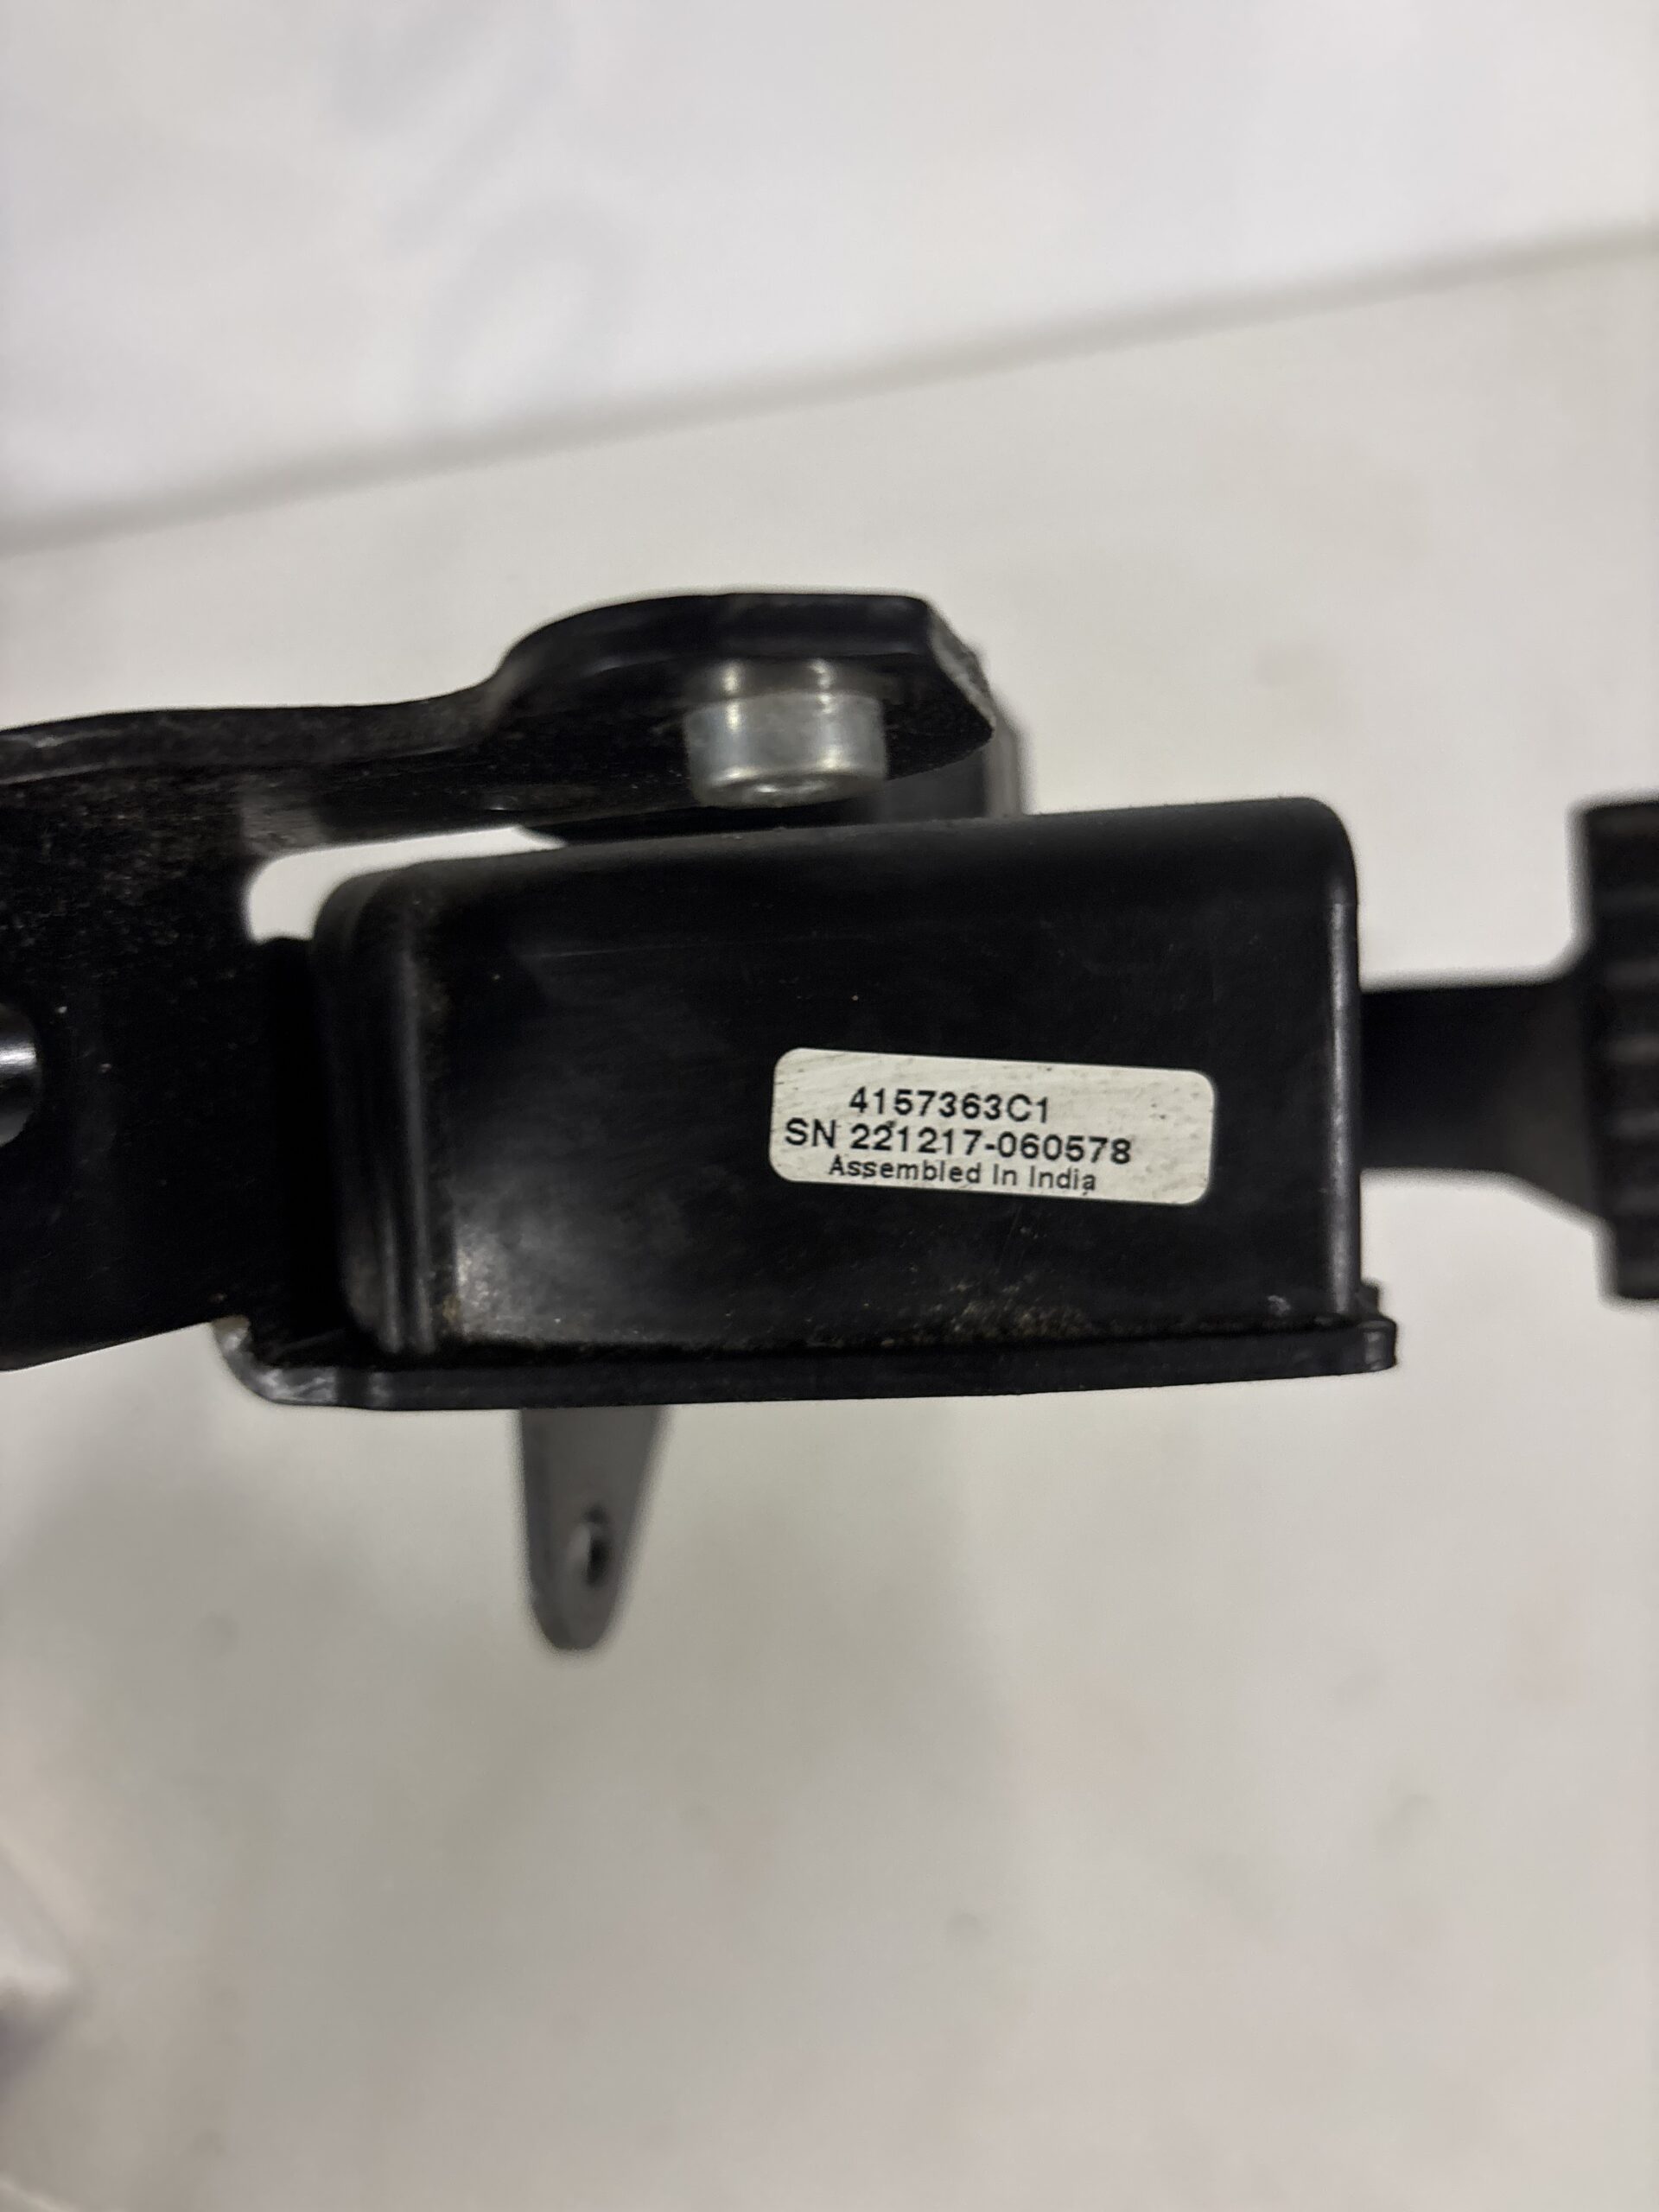 4157363C1
SN 221217-060578
Assembled In India